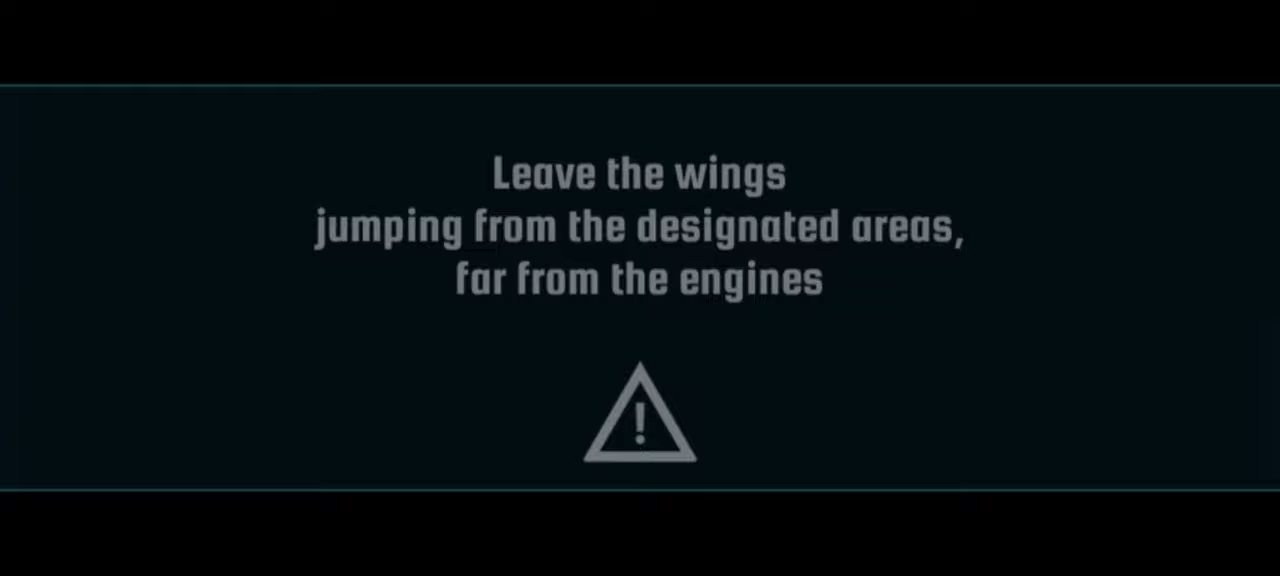 Leave the wings
jumping from the designated areas,
far from the engines
!